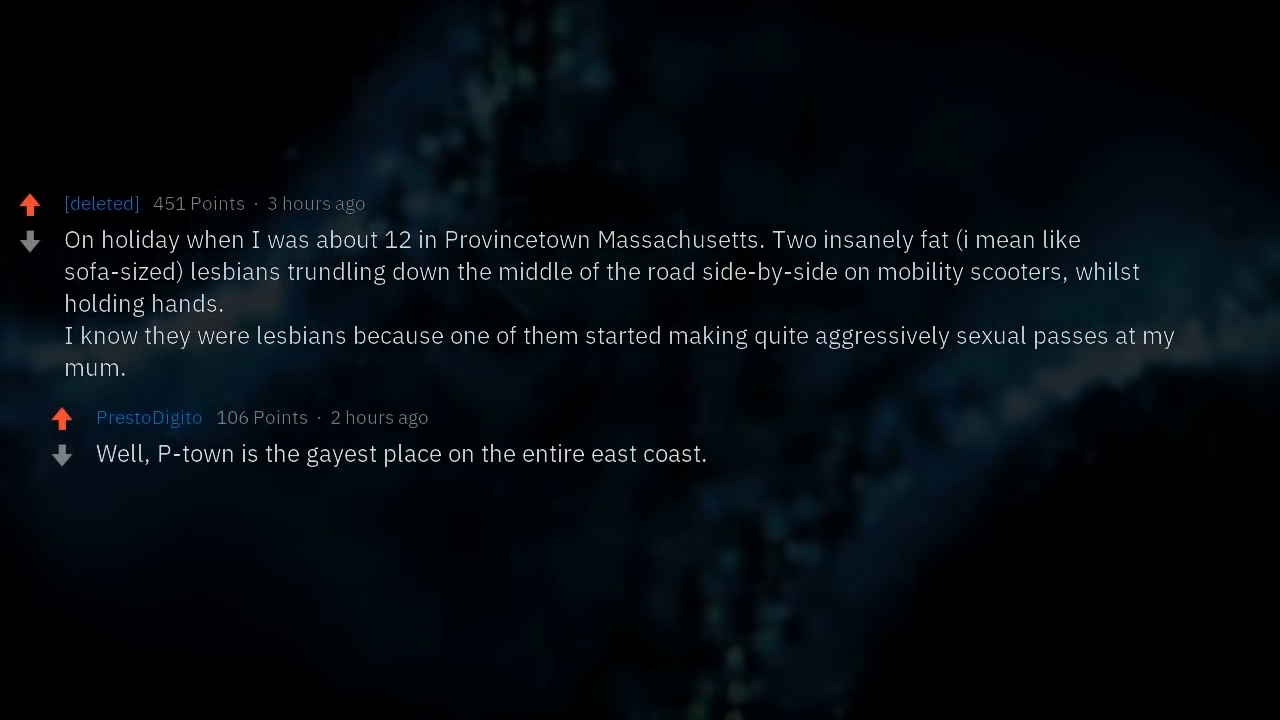 [deleted] 451 Points · 3 hours ago
On holiday when I was about 12 in Provincetown Massachusetts. Two insanely fat (i mean like
sofa-sized) lesbians trundling down the middle of the road side-by-side on mobility scooters, whilst
holding hands.
I know they were lesbians because one of them started making quite aggressively sexual passes at my
mum.
PrestoDigito 106 Points · 2 hours ago
Well, P-town is the gayest place on the entire east coast.